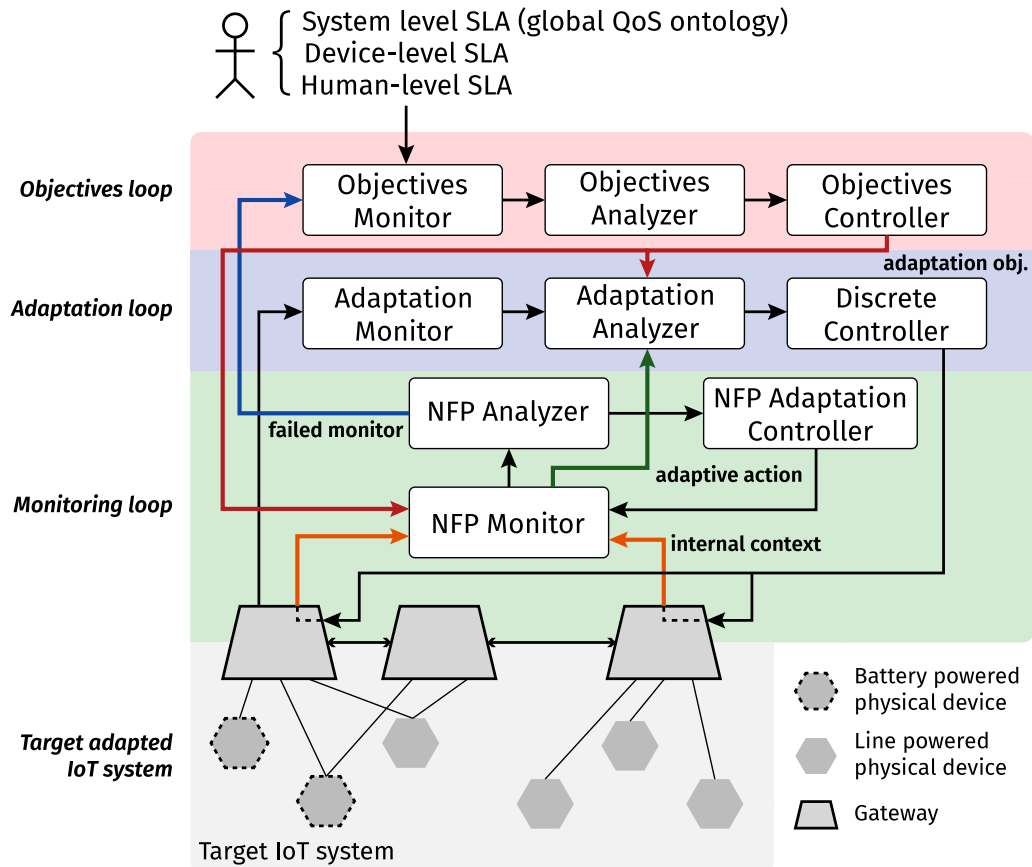 System level SLA (global QoS ontology)
Device-level SLA
Human-level SLA
Objectives loop
Objectives
Monitor
Objectives
Analyzer
Objectives
Controller
adaptation obj.
Adaptation loop
Adaptation
Monitor
Adaptation
Analyzer
Discrete
Controller
NFP Analyzer
NFP Adaptation
Controller
failed monitor
adaptive action
Monitoring loop
NFP Monitor
internal context
Battery powered
physical device
Target adapted
IoT system
Line powered
physical device
Gateway
Target IoT system